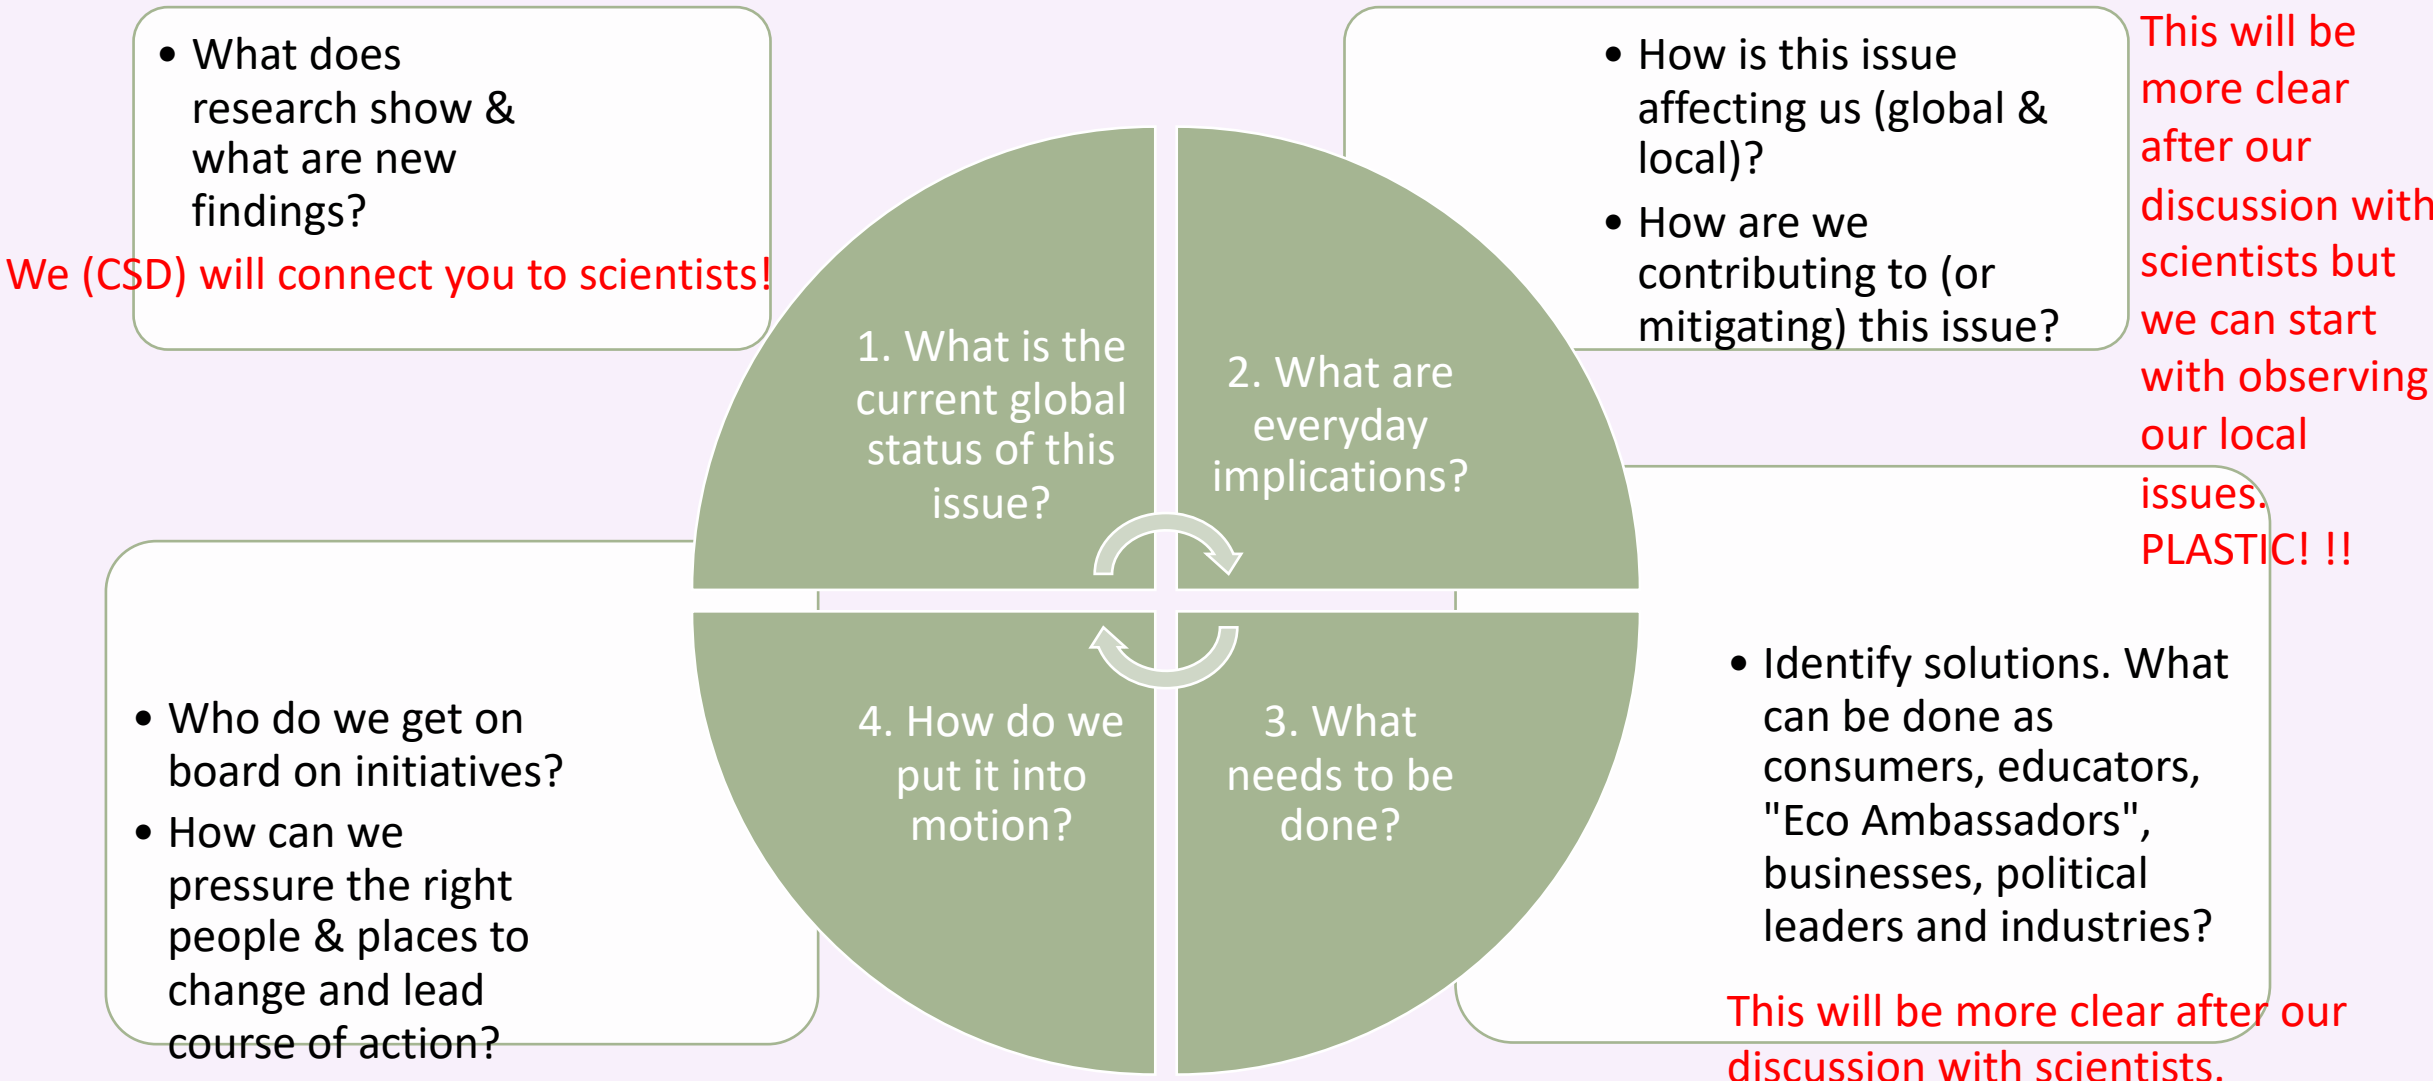 • What does
research show &
what are new
findings?
We (CSD) will connect you to scientists!
1. What is the
current global
status of this
issue?
• How is this issue
affecting us (global &
local)?
• How are we
contributing to (or
mitigating) this issue?
This will be
more clear
after our
discussion with
scientists but
we can start
with observing
our local
issues.
PLASTIC! !!
2. What are
everyday
implications?
3. What
needs to be
done?
• Identify solutions. What
can be done as
consumers, educators,
"Eco Ambassadors",
businesses, political
leaders and industries?
This will be more clear after our
discussion with scientists.
4. How do we
put it into
motion?
• Who do we get on
board on initiatives?
• How can we
pressure the right
people & places to
change and lead
course of action?